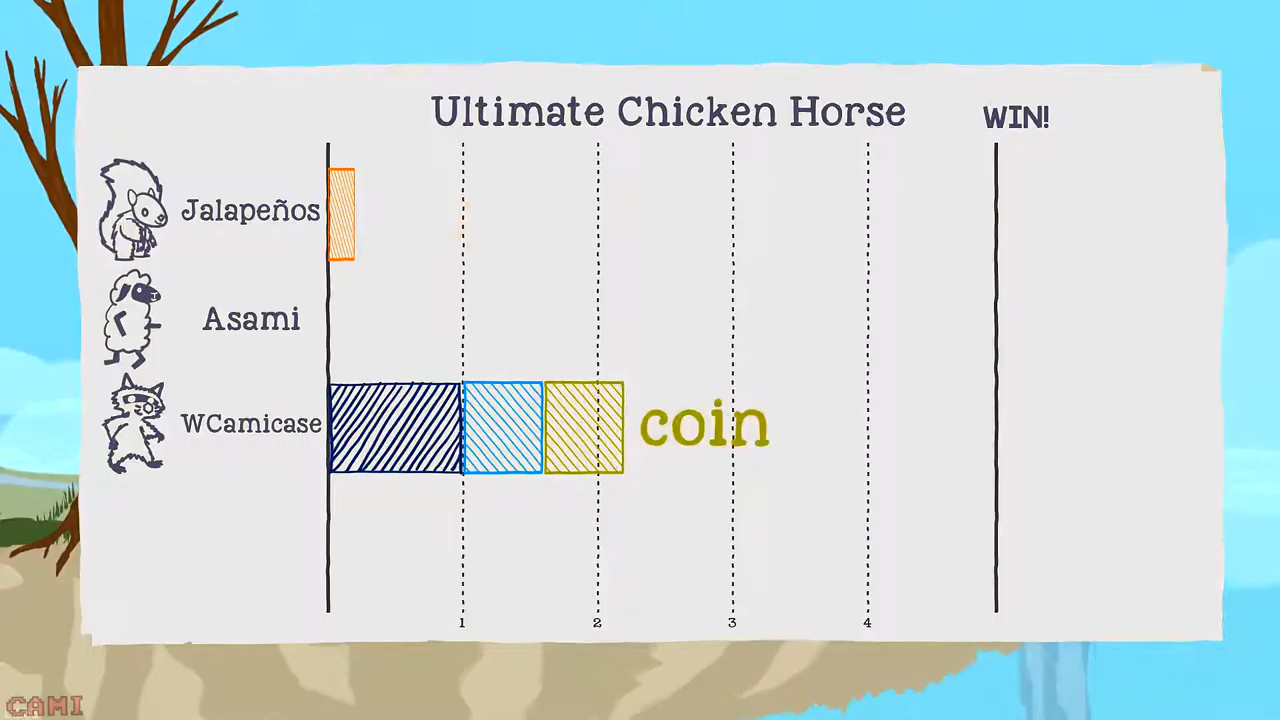 Ultimate Chicken Horse
WIN!
Jalapeños
Asami
WCamicase
coin
1 2 3 4
CAMI